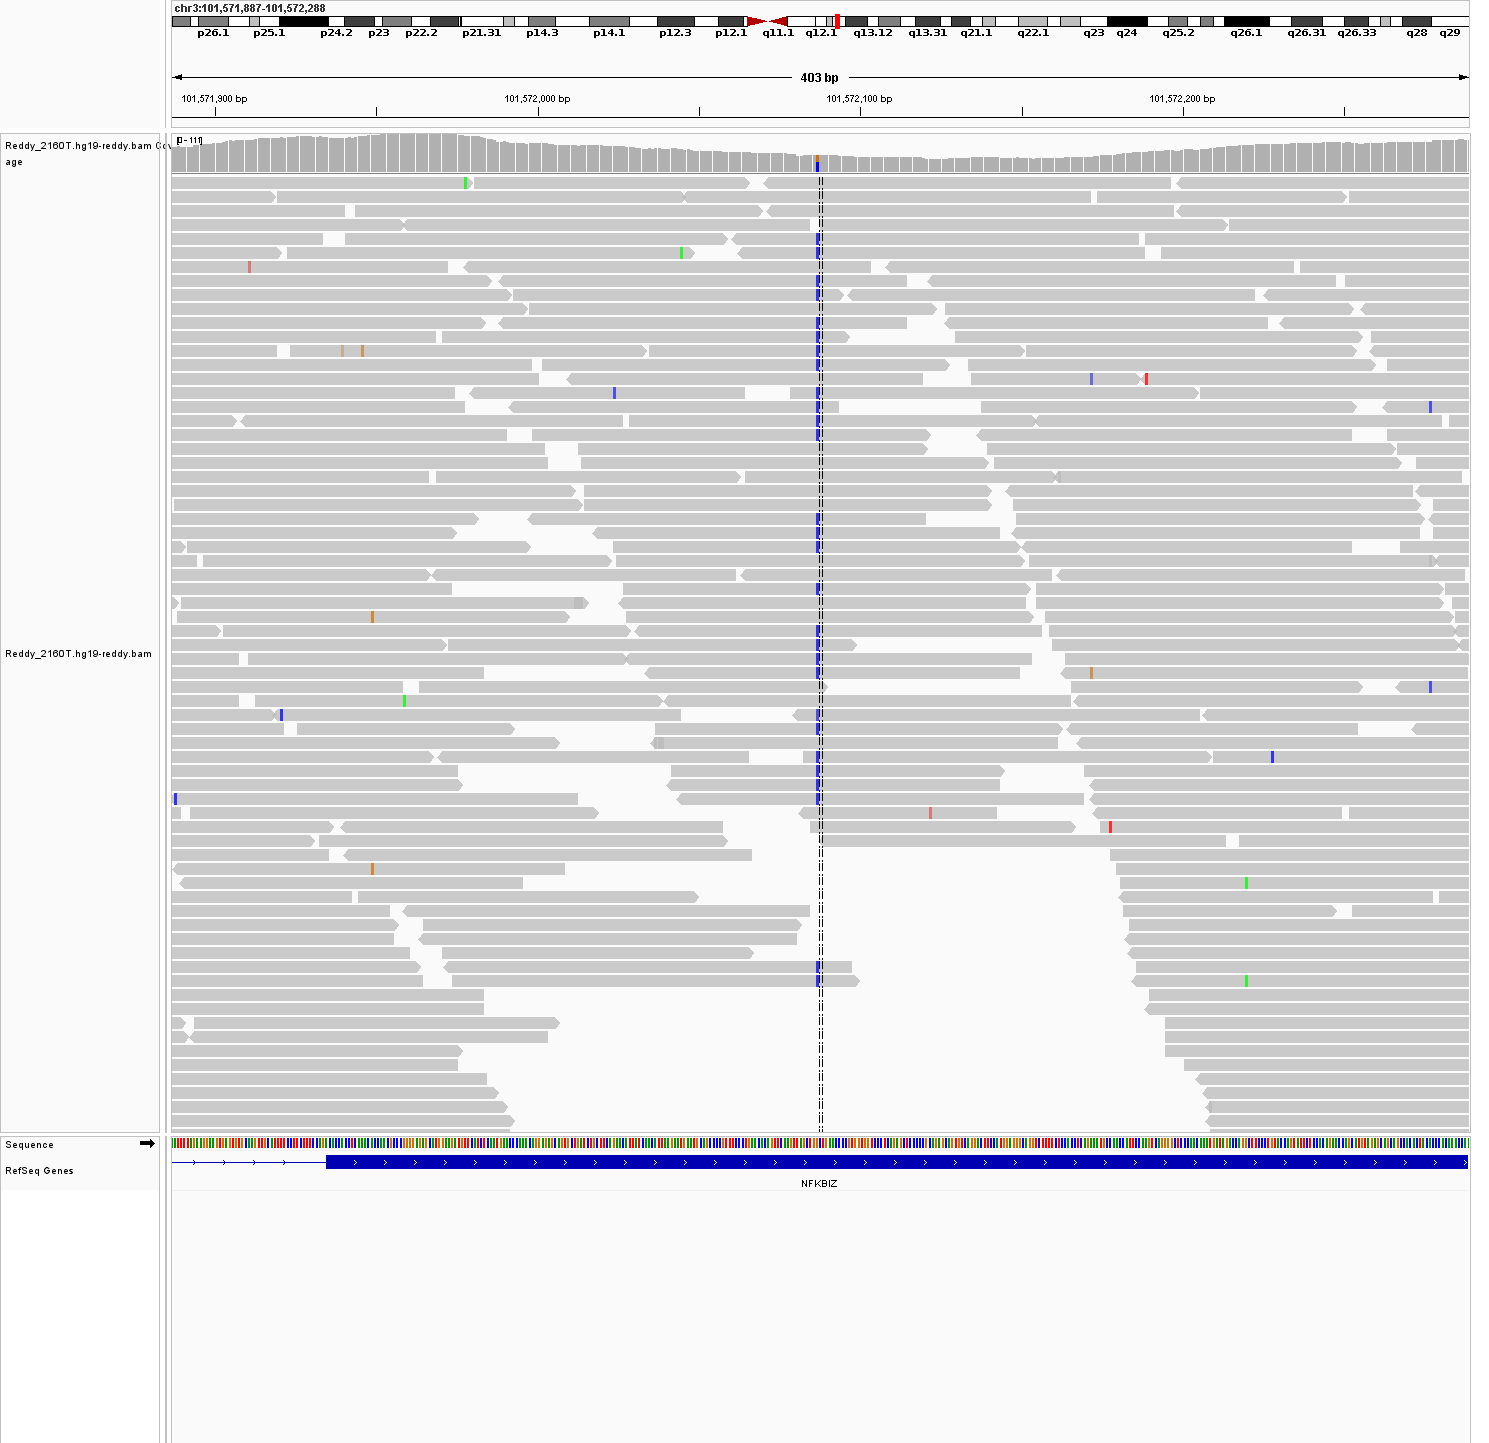 chr3:101,571,887-101,572,288
p26.1 p25.1 p24.2 p23 p22.2 p21.31 p14.3 p14.1 p12.3 p12.1 q11.1 q12.1 q13.12 q13.31 q21.1 q22.1 q23 q24 q25.2 q26.1 q26.31 q26.33 q28 q29
403 bp
101,571,900 bp 101,572,000 bp 101,572,100 bp 101,572,200 bp
[0 - 111]
Reddy_2160T.hg19-reddy.bam Cov
age
Reddy_2160T.hg19-reddy.bam
Sequence
RefSeq Genes
NFKBIZ